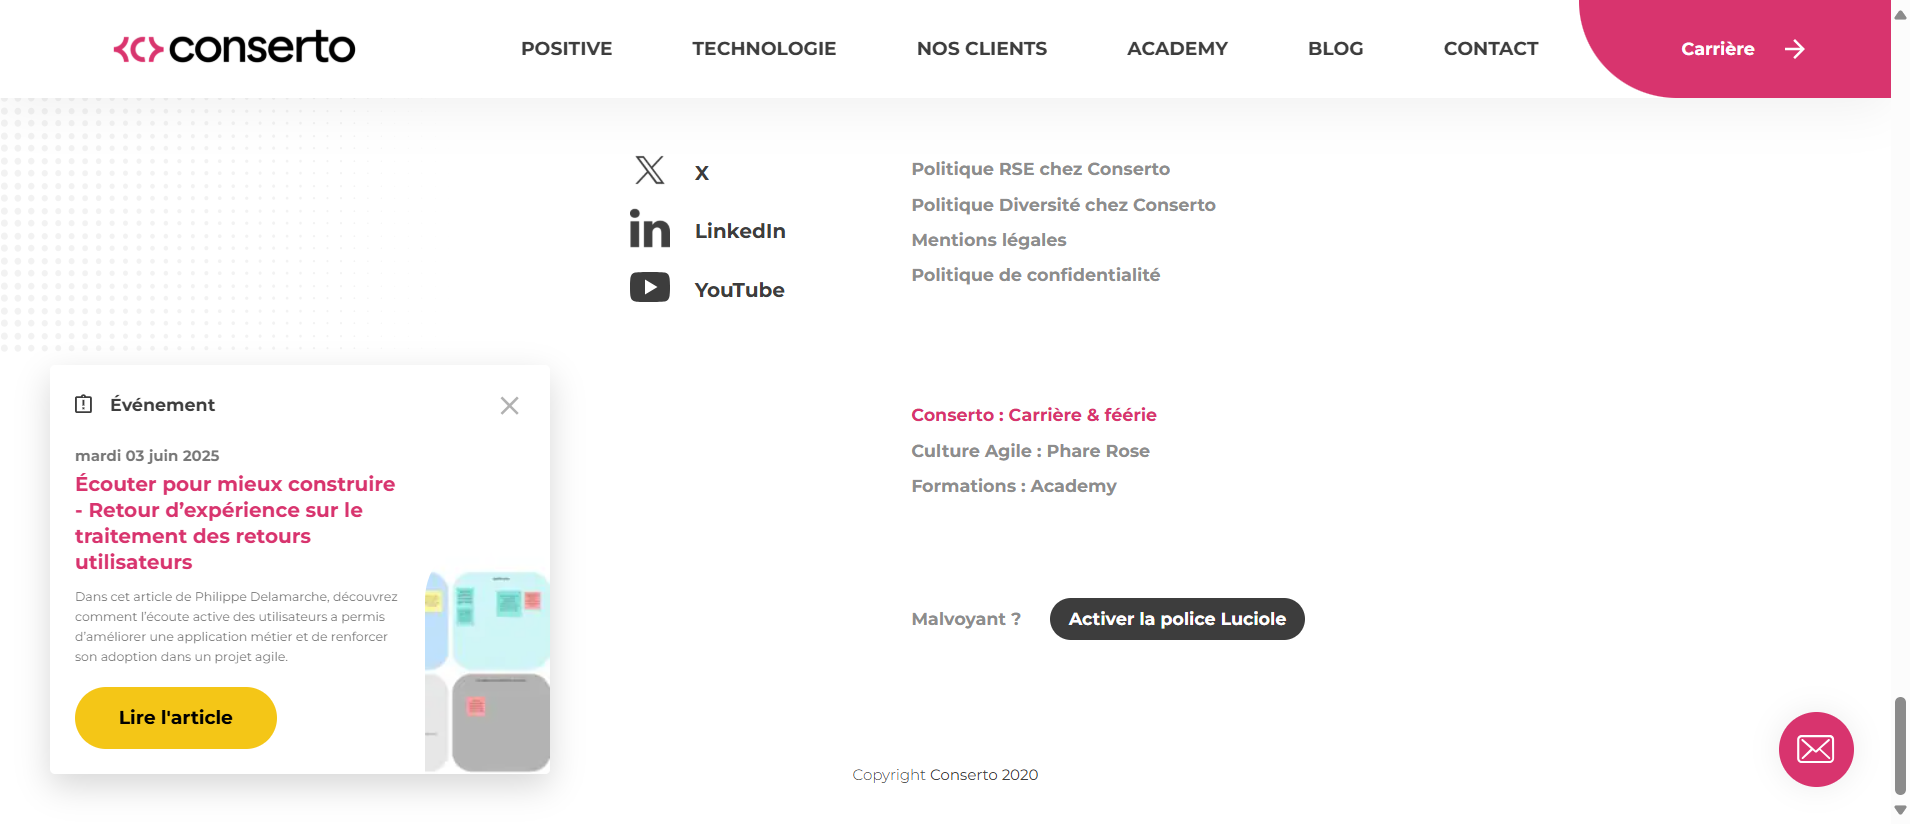 conserto
POSITIVE
TECHNOLOGIE
NOS CLIENTS
ACADEMY
BLOG
CONTACT
Carrière
X
LinkedIn
YouTube
Politique RSE chez Conserto
Politique Diversité chez Conserto
Mentions légales
Politique de confidentialité
Événement
mardi 03 juin 2025
Écouter pour mieux construire
- Retour d’expérience sur le
traitement des retours
utilisateurs
Dans cet article de Philippe Delamarche, découvrez
comment l’écoute active des utilisateurs a permis
d’améliorer une application métier et de renforcer
son adoption dans un projet agile.
Lire l'article
Conserto : Carrière & féérie
Culture Agile : Phare Rose
Formations : Academy
Malvoyant ?
Activer la police Luciole
Copyright Conserto 2020